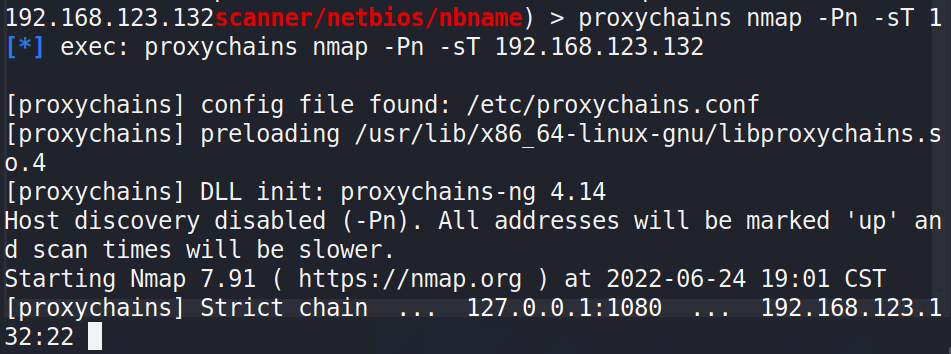 192.168.123.132scanner/netbios/nbname) > proxychains nmap -Pn -sT 1
[*] exec: proxychains nmap -Pn -sT 192.168.123.132
[proxychains] config file found: /etc/proxychains.conf
[proxychains] preloading /usr/lib/x86_64-linux-gnu/libproxychains.s
o.4
[proxychains] DLL init: proxychains-ng 4.14
Host discovery disabled (-Pn). All addresses will be marked 'up' an
d scan times will be slower.
Starting Nmap 7.91 ( https://nmap.org ) at 2022-06-24 19:01 CST
[proxychains] Strict chain  ...  127.0.0.1:1080  ...  192.168.123.1
32:22